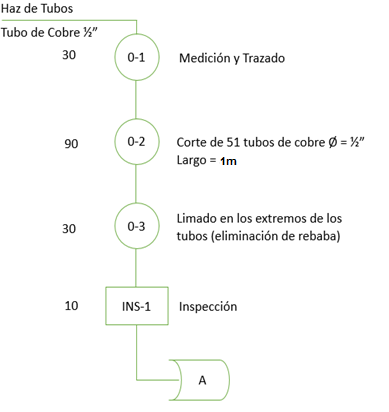 Haz de Tubos
Tubo de Cobre ½”
30
0-1
Medición y Trazado
90
0-2
Corte de 51 tubos de cobre Ø = ½”
Largo = 1m
30
0-3
Limado en los extremos de los
tubos (eliminación de rebaba)
10
INS-1
Inspección
A